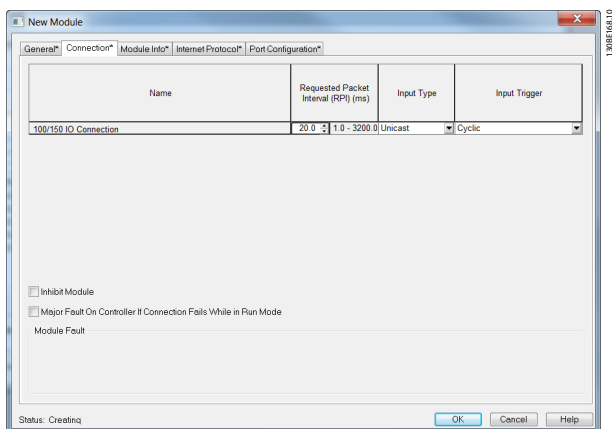 New Module
X
General* Connection* Module Info* Internet Protocol* Port Configuration*
Name Requested Packet Interval (RPI) (ms) Input Type Input Trigger
100/150 IO Connection 20.0 1.0 - 3200.0 Unicast Cyclic
Inhibit Module
Major Fault On Controller If Connection Fails While in Run Mode
Module Fault
Status: Creating OK Cancel Help
130BE168.10